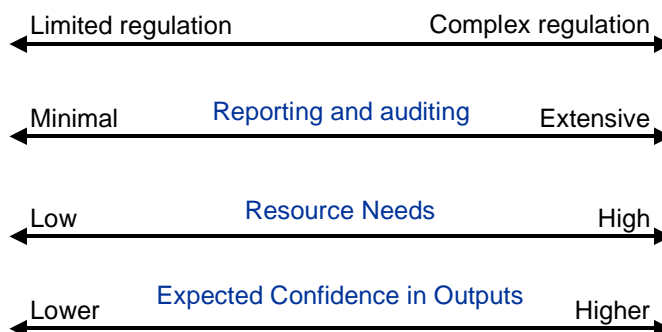 Limited regulation Complex regulation
Minimal Reporting and auditing Extensive
Low Resource Needs High
Lower Expected Confidence in Outputs Higher